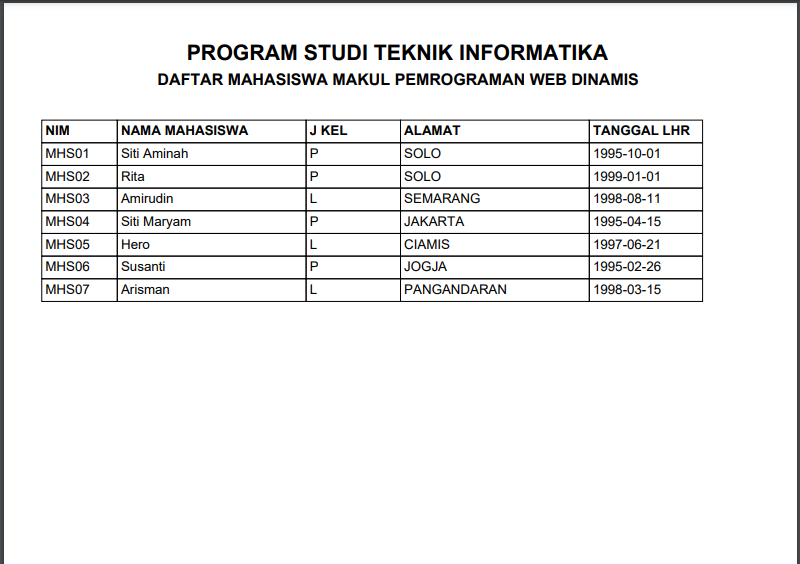 PROGRAM STUDI TEKNIK INFORMATIKA
DAFTAR MAHASISWA MAKUL PEMROGRAMAN WEB DINAMIS
NIM NAMA MAHASISWA J KEL ALAMAT TANGGAL LHR
MHS01 Siti Aminah P SOLO 1995-10-01
MHS02 Rita P SOLO 1999-01-01
MHS03 Amirudin L SEMARANG 1998-08-11
MHS04 Siti Maryam P JAKARTA 1995-04-15
MHS05 Hero L CIAMIS 1997-06-21
MHS06 Susanti P JOGJA 1995-02-26
MHS07 Arisman L PANGANDARAN 1998-03-15